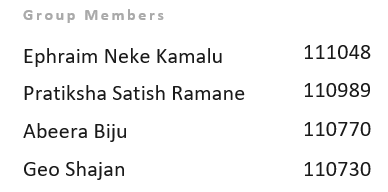 Group Members
Ephraim Neke Kamalu 111048
Pratiksha Satish Ramane 110989
Abeera Biju 110770
Geo Shajan 110730